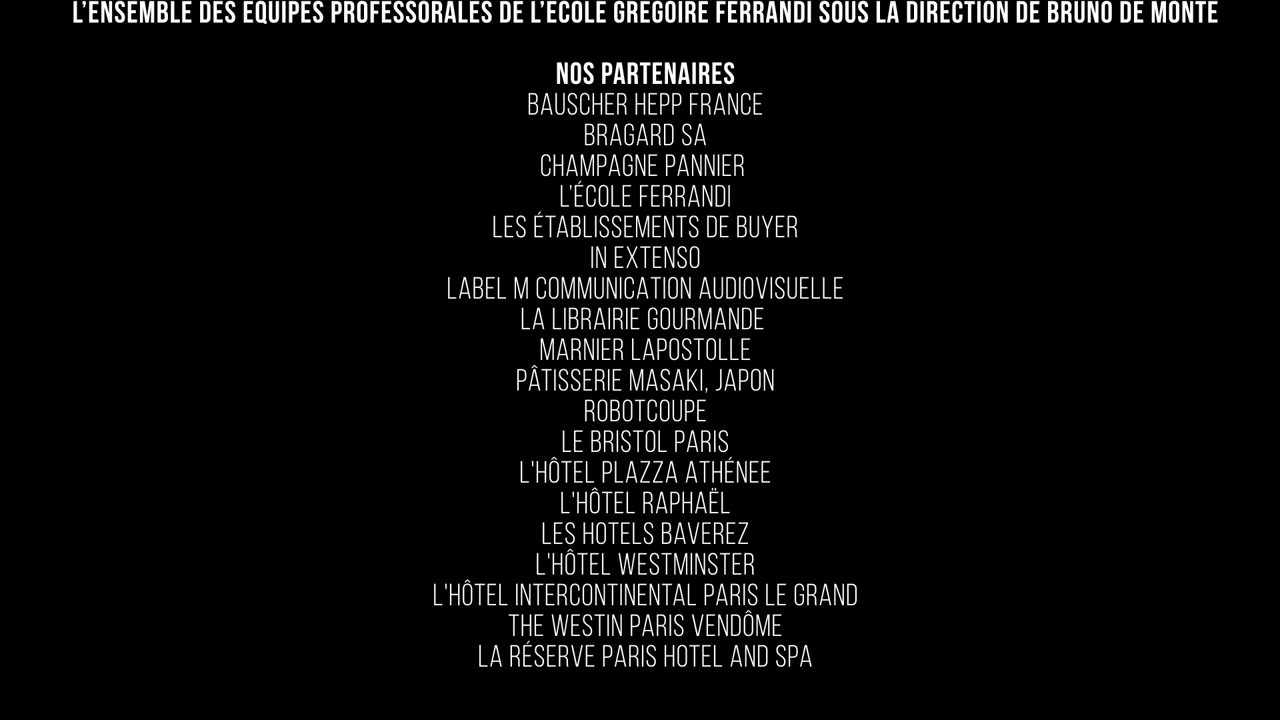 L'ENSEMBLE DES EQUIPES PROFESSORALES DE L'ECOLE GREGOIRE FERRANDI SOUS LA DIRECTION DE BRUNO DE MONTE
NOS PARTENAIRES
BAUSCHER HEPP FRANCE
BRAGARD SA
CHAMPAGNE PANNIER
L'ÉCOLE FERRANDI
LES ÉTABLISSEMENTS DE BUYER
IN EXTENSO
LABEL M COMMUNICATION AUDIOVISUELLE
LA LIBRAIRIE GOURMANDE
MARNIER LAPOSTOLLE
PÂTISSERIE MASAKI, JAPON
ROBOTCOUPE
LE BRISTOL PARIS
L'HÔTEL PLAZZA ATHÉNEE
L'HÔTEL RAPHAËL
LES HOTELS BAVEREZ
L'HÔTEL WESTMINSTER
L'HÔTEL INTERCONTINENTAL PARIS LE GRAND
THE WESTIN PARIS VENDÔME
LA RÉSERVE PARIS HOTEL AND SPA